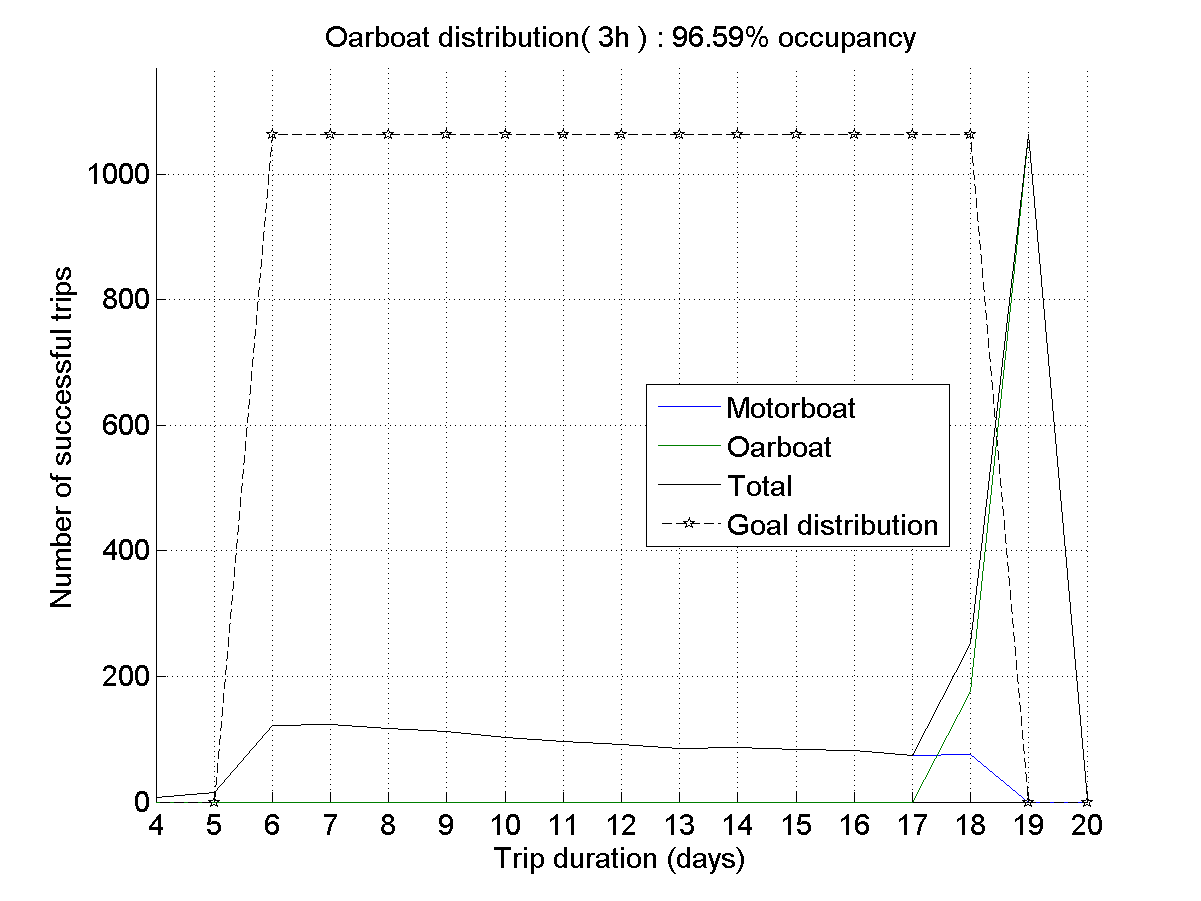 Oarboat distribution( 3h ) : 96.59% occupancy
Number of successful trips
1000
800
600
400
200
0
Motorboat
Oarboat
Total
Goal distribution
4 5 6 7 8 9 10 11 12 13 14 15 16 17 18 19 20
Trip duration (days)